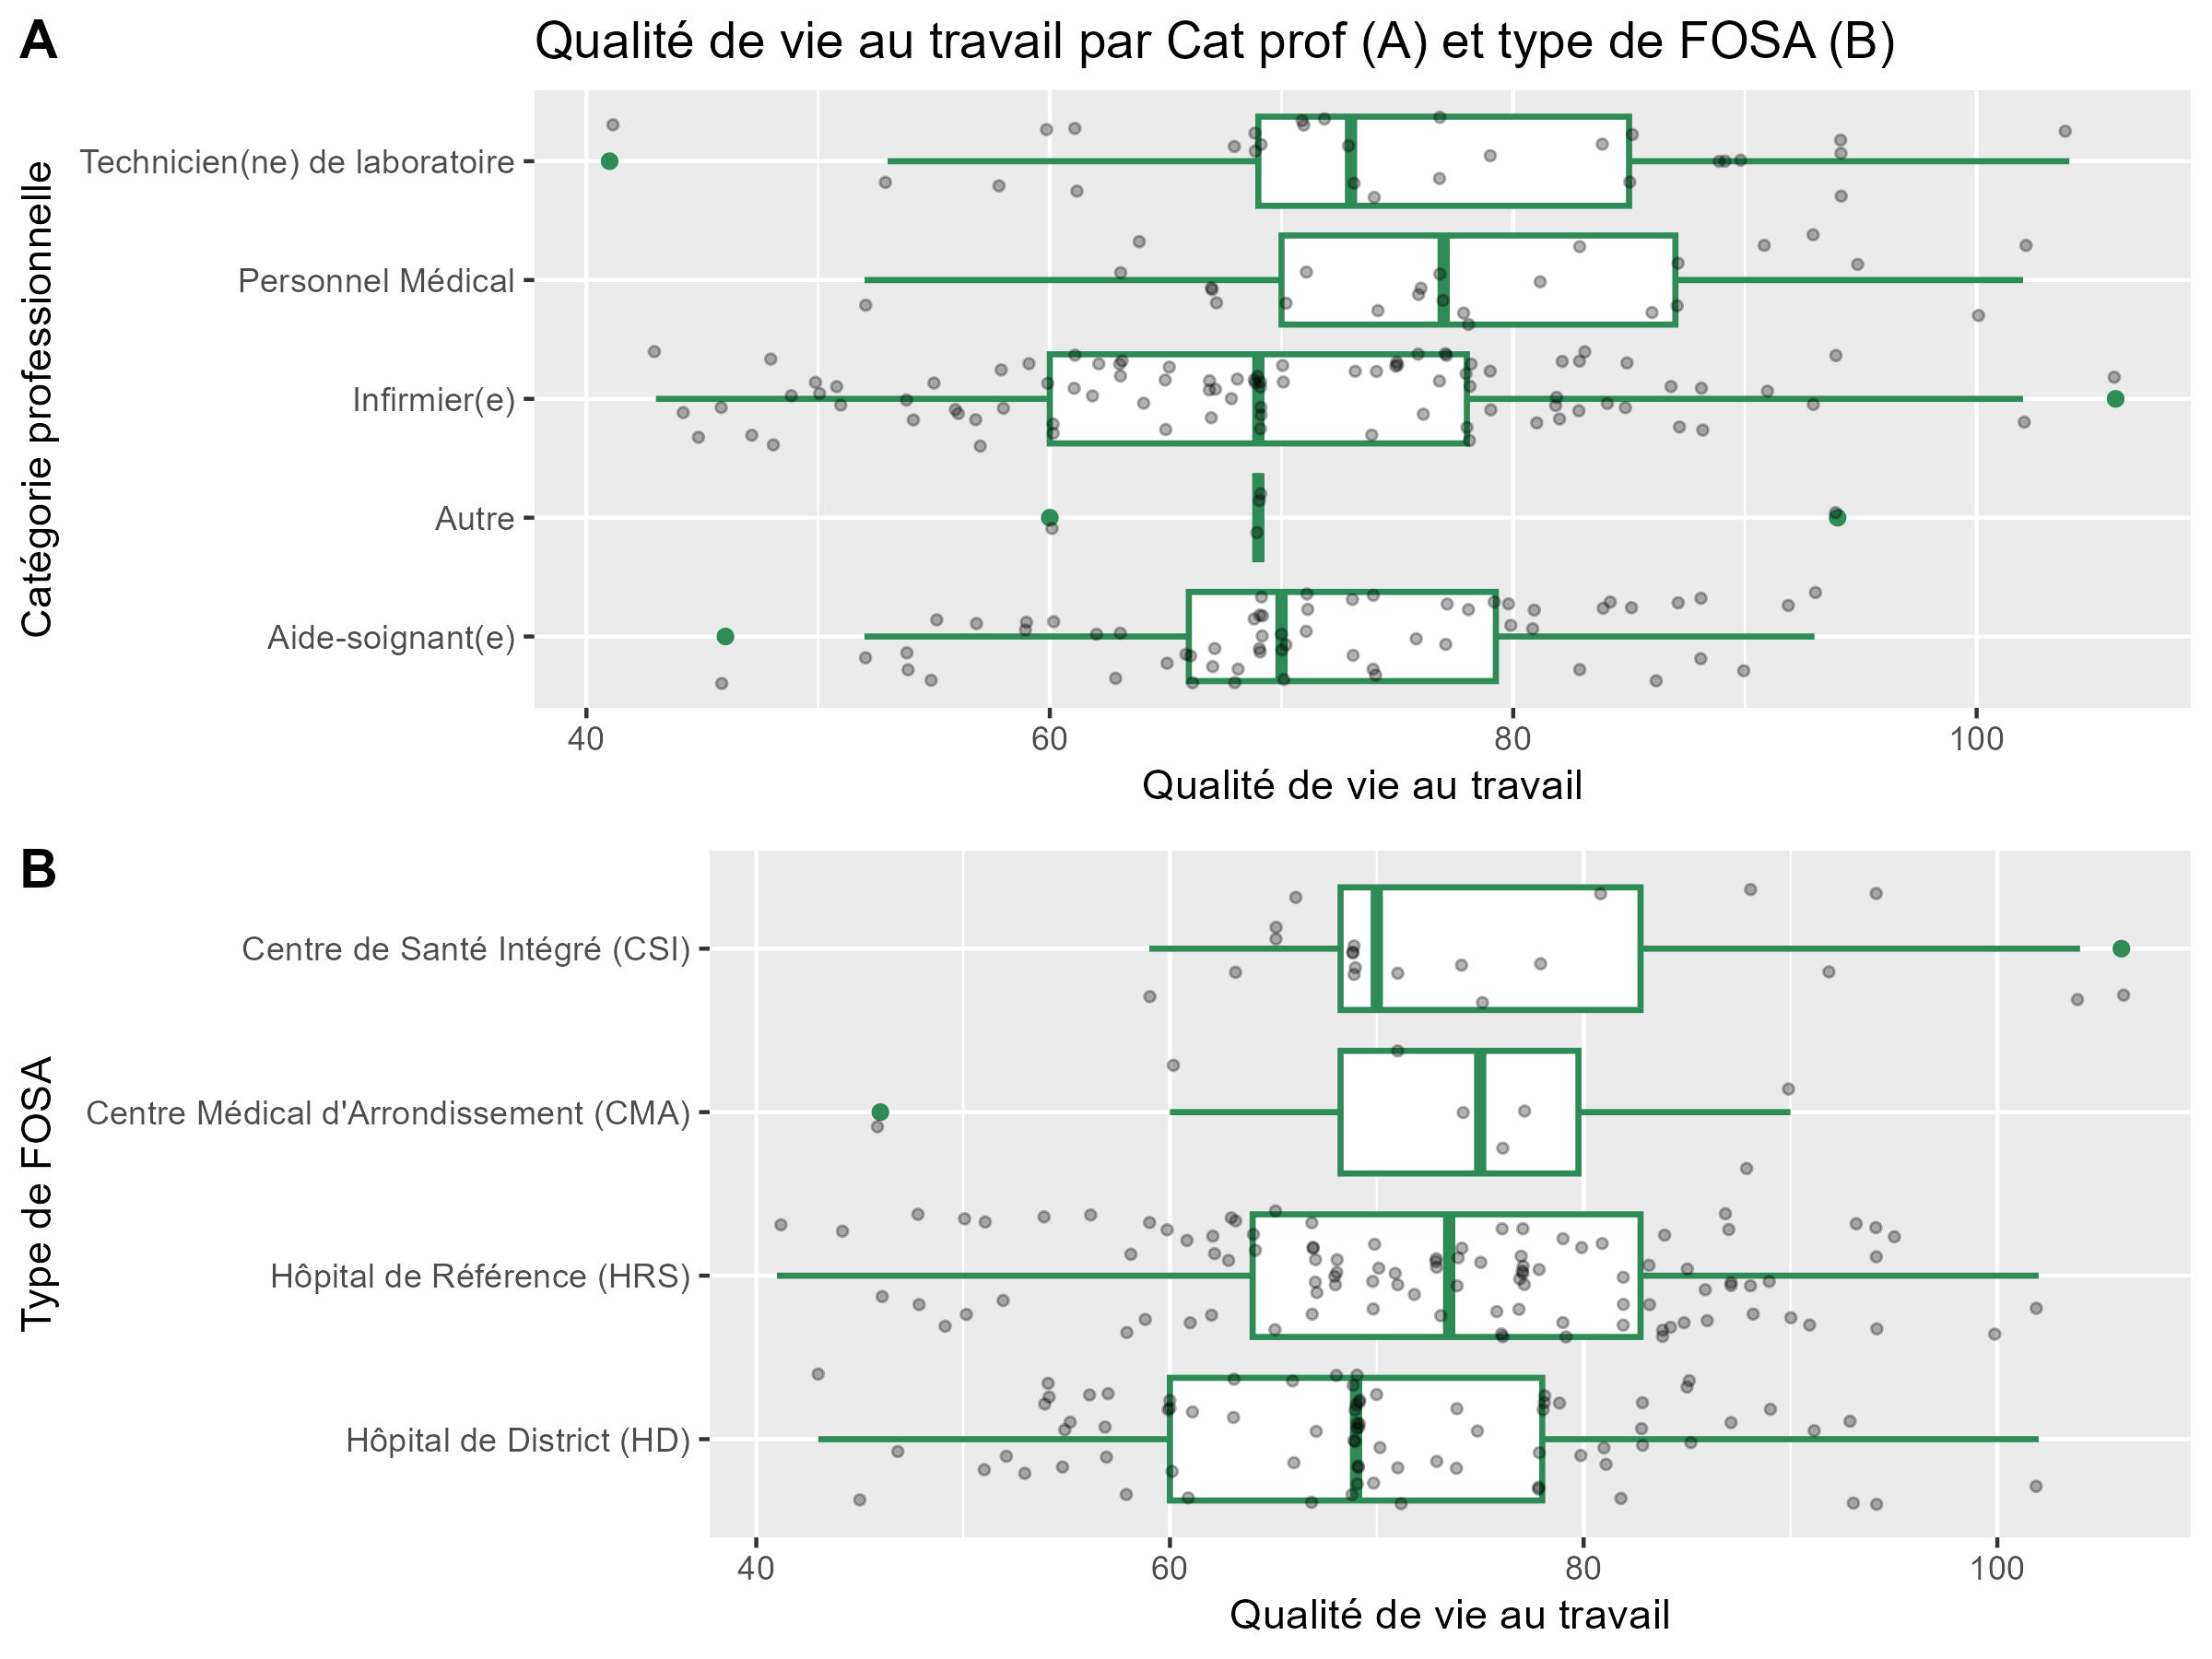 A
Qualité de vie au travail par Cat prof (A) et type de FOSA (B)
Catégorie professionnelle
Technicien(ne) de laboratoire
Personnel Médical
Infirmier(e)
Autre
Aide-soignant(e)
40 60 80 100
Qualité de vie au travail
B
Type de FOSA
Centre de Santé Intégré (CSI)
Centre Médical d'Arrondissement (CMA)
Hôpital de Référence (HRS)
Hôpital de District (HD)
40 60 80 100
Qualité de vie au travail